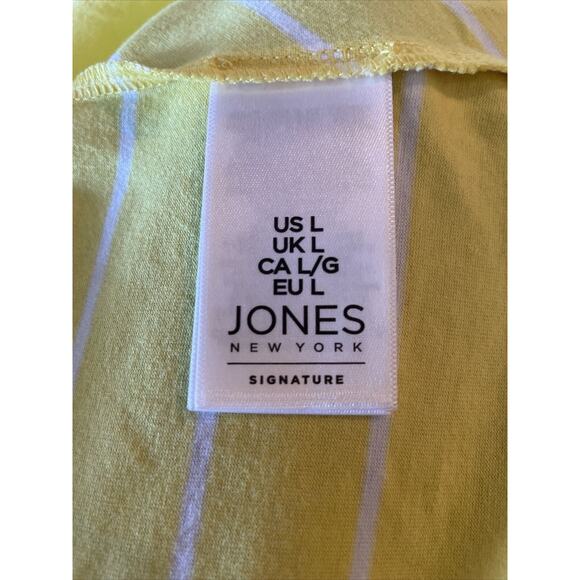 US L
UK L
CA L/G
EU L
JONES
NEW YORK
SIGNATURE